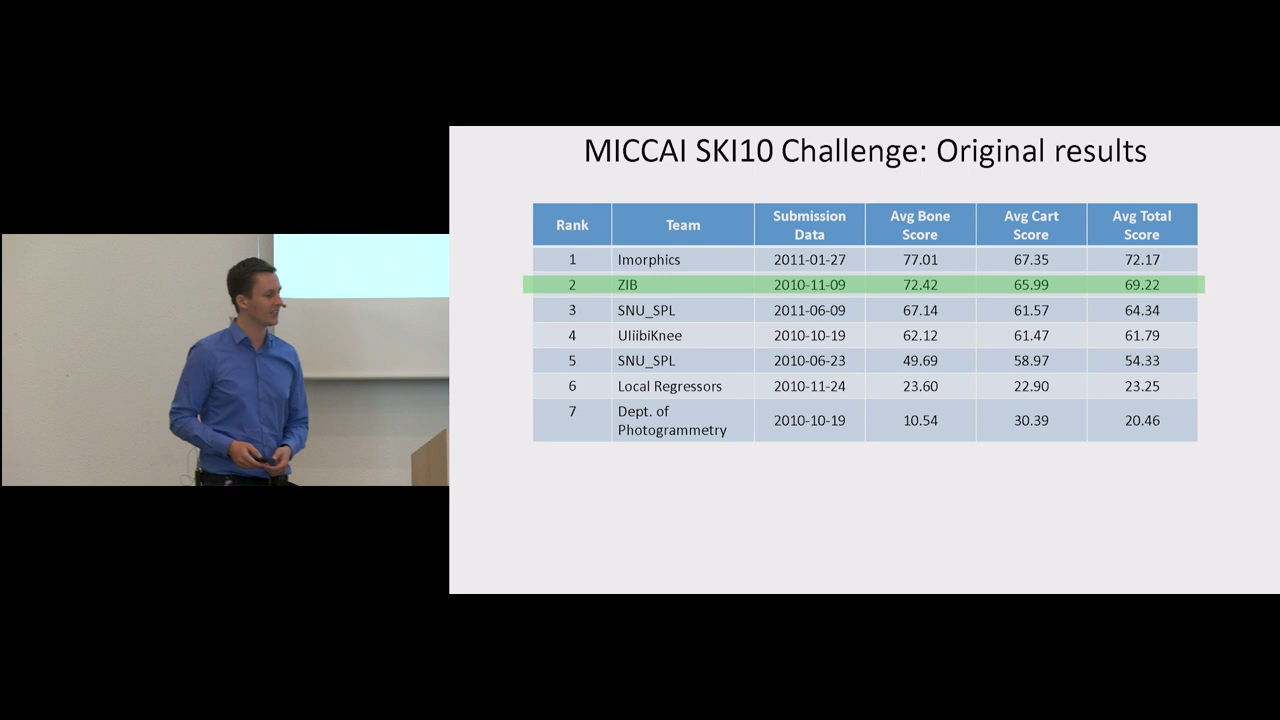 MICCAI SKI10 Challenge: Original results
Rank Team Submission Data Avg Bone Score Avg Cart Score Avg Total Score
1 Imorphics 2011-01-27 77.01 67.35 72.17
2 ZIB 2010-11-09 72.42 65.99 69.22
3 SNU_SPL 2011-06-09 67.14 61.57 64.34
4 UliibiKnee 2010-10-19 62.12 61.47 61.79
5 SNU_SPL 2010-06-23 49.69 58.97 54.33
6 Local Regressors 2010-11-24 23.60 22.90 23.25
7 Dept. of Photogrammetry 2010-10-19 10.54 30.39 20.46